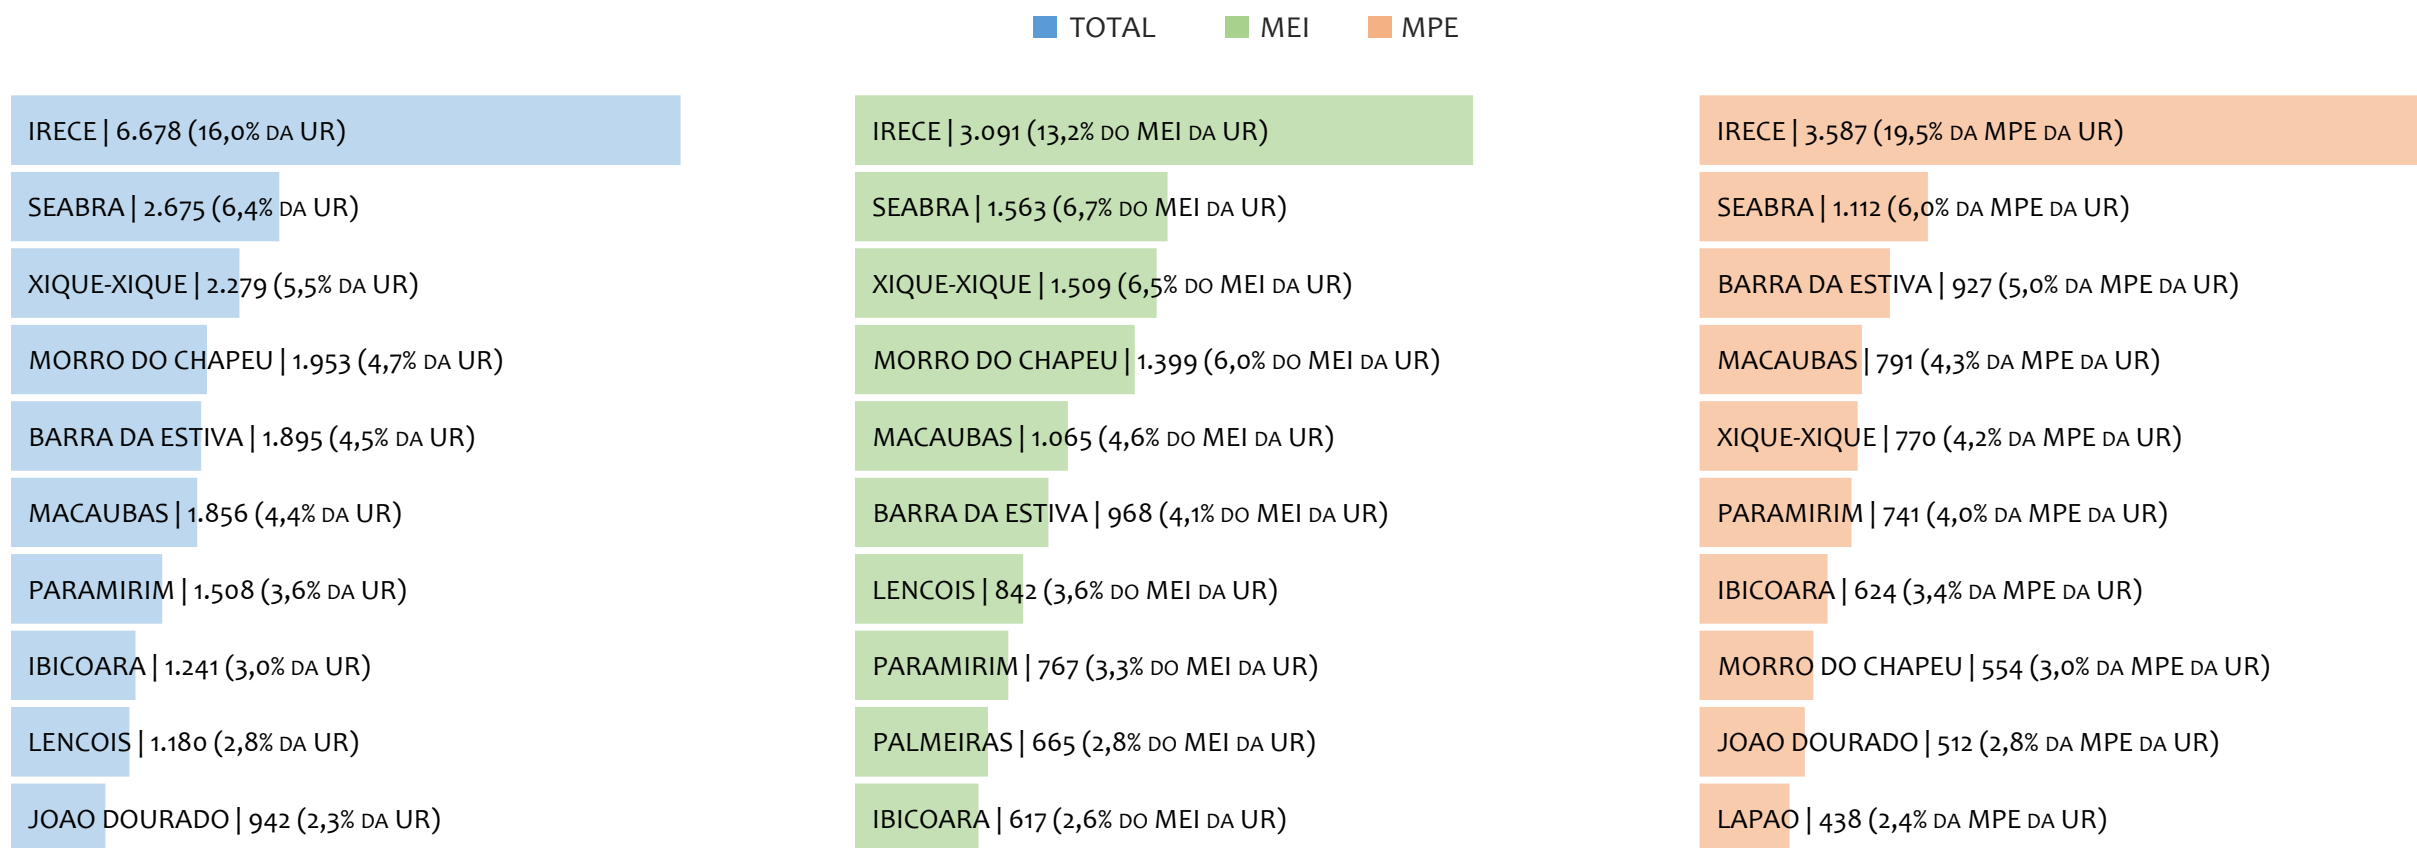 TOTAL MEI MPE
IRECE | 6.678 (16,0% DA UR)
SEABRA | 2.675 (6,4% DA UR)
XIQUE-XIQUE | 2.279 (5,5% DA UR)
MORRO DO CHAPEU | 1.953 (4,7% DA UR)
BARRA DA ESTIVA | 1.895 (4,5% DA UR)
MACAUBAS | 1.856 (4,4% DA UR)
PARAMIRIM | 1.508 (3,6% DA UR)
IBICOARA | 1.241 (3,0% DA UR)
LENCOIS | 1.180 (2,8% DA UR)
JOAO DOURADO | 942 (2,3% DA UR)
IRECE | 3.091 (13,2% DO MEI DA UR)
SEABRA | 1.563 (6,7% DO MEI DA UR)
XIQUE-XIQUE | 1.509 (6,5% DO MEI DA UR)
MORRO DO CHAPEU | 1.399 (6,0% DO MEI DA UR)
MACAUBAS | 1.065 (4,6% DO MEI DA UR)
BARRA DA ESTIVA | 968 (4,1% DO MEI DA UR)
LENCOIS | 842 (3,6% DO MEI DA UR)
PARAMIRIM | 767 (3,3% DO MEI DA UR)
PALMEIRAS | 665 (2,8% DO MEI DA UR)
IBICOARA | 617 (2,6% DO MEI DA UR)
IRECE | 3.587 (19,5% DA MPE DA UR)
SEABRA | 1.112 (6,0% DA MPE DA UR)
BARRA DA ESTIVA | 927 (5,0% DA MPE DA UR)
MACAUBAS | 791 (4,3% DA MPE DA UR)
XIQUE-XIQUE | 770 (4,2% DA MPE DA UR)
PARAMIRIM | 741 (4,0% DA MPE DA UR)
IBICOARA | 624 (3,4% DA MPE DA UR)
MORRO DO CHAPEU | 554 (3,0% DA MPE DA UR)
JOAO DOURADO | 512 (2,8% DA MPE DA UR)
LAPAO | 438 (2,4% DA MPE DA UR)